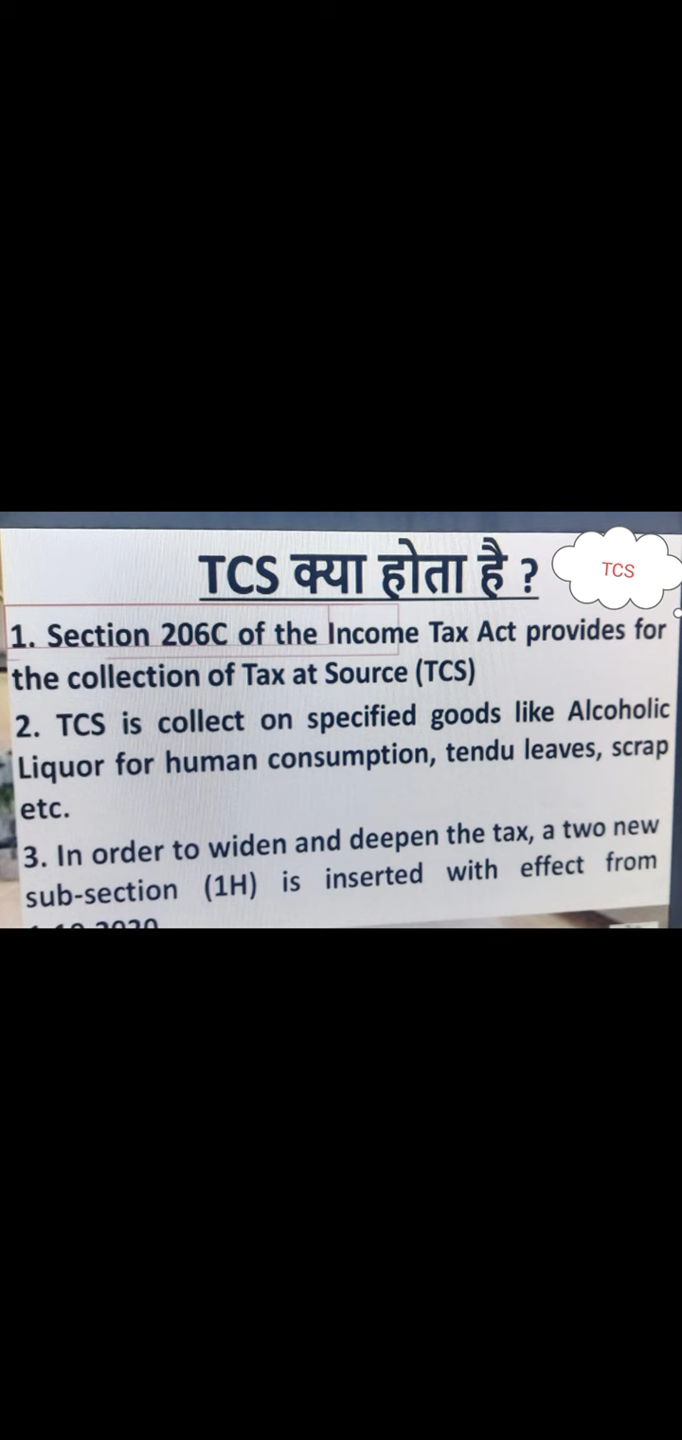 TCS क्या होता है ?
TCS
1. Section 206C of the Income Tax Act provides for
the collection of Tax at Source (TCS)
2. TCS is collect on specified goods like Alcoholic
Liquor for human consumption, tendu leaves, scrap
etc.
3. In order to widen and deepen the tax, a two new
sub-section (1H) is inserted with effect from